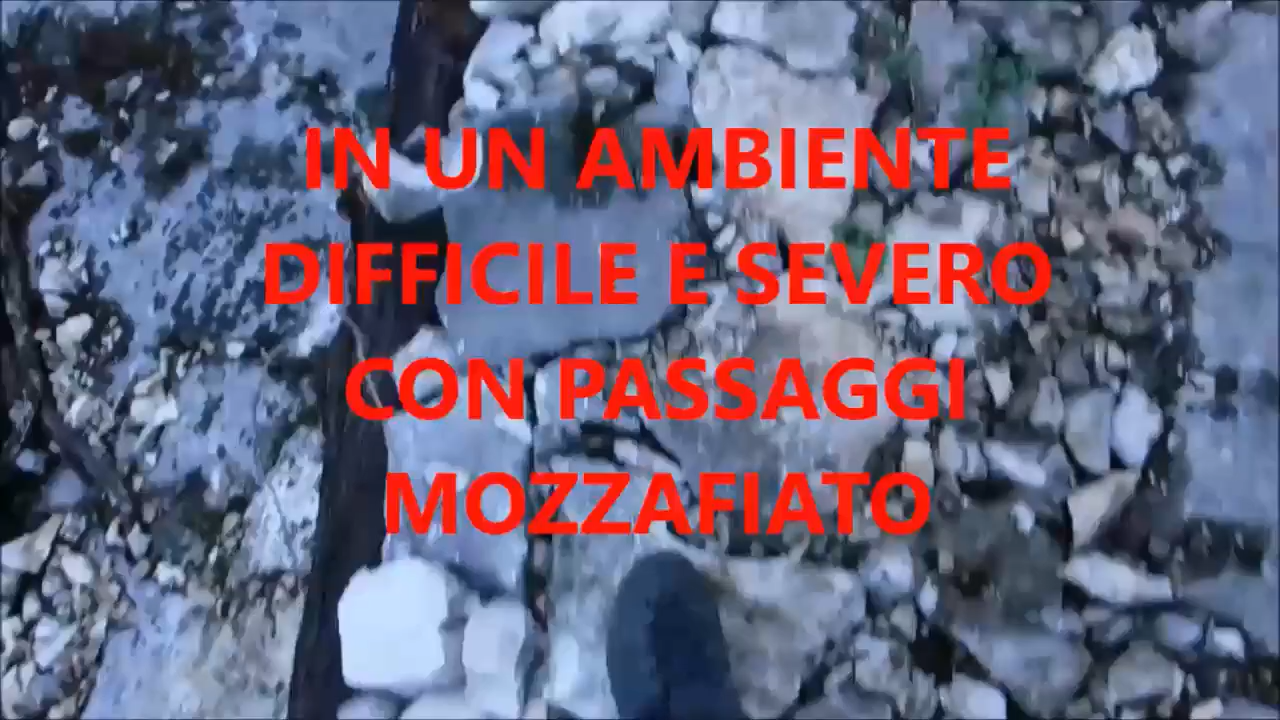 IN UN AMBIENTE
DIFFICILE E SEVERO
CON PASSAGGI
MOZZAFIATO